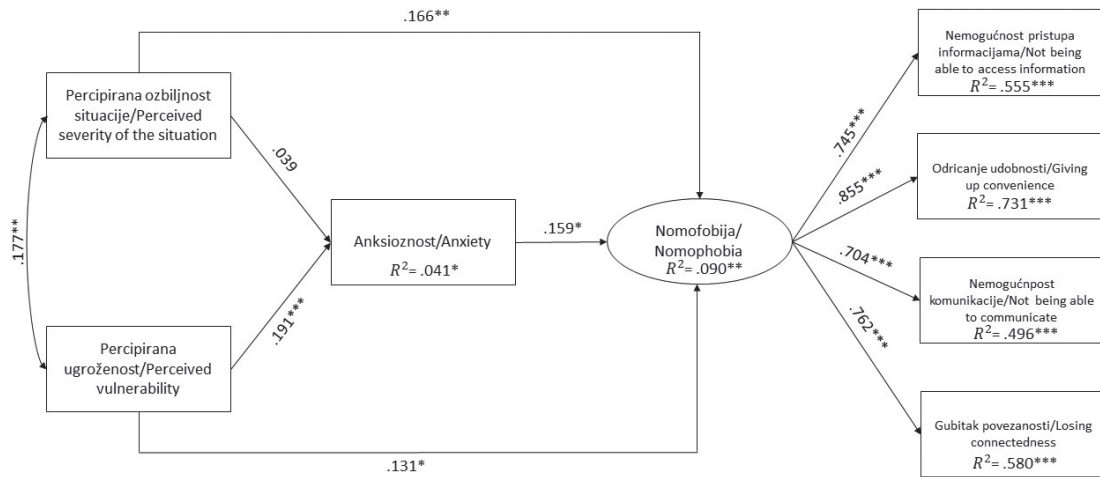 .166**
Nemogućnost pristupa
informacijama/Not being
able to access information
R²= .555***
Percipirana ozbiljnost
situacije/Perceived
severity of the situation
.745***
.039
Odricanje udobnosti/Giving
up convenience
R²= .731***
.855***
.177**
Anksioznost/Anxiety
R²= .041*
.159*
Nomofobija/
Nomophobia
R²= .090**
.704***
Nemogućnpost
komunikacije/Not being able
to communicate
R²= .496***
.191***
.762***
Percipirana
ugroženost/Perceived
vulnerability
Gubitak povezanosti/Losing
connectedness
R²= .580***
.131*